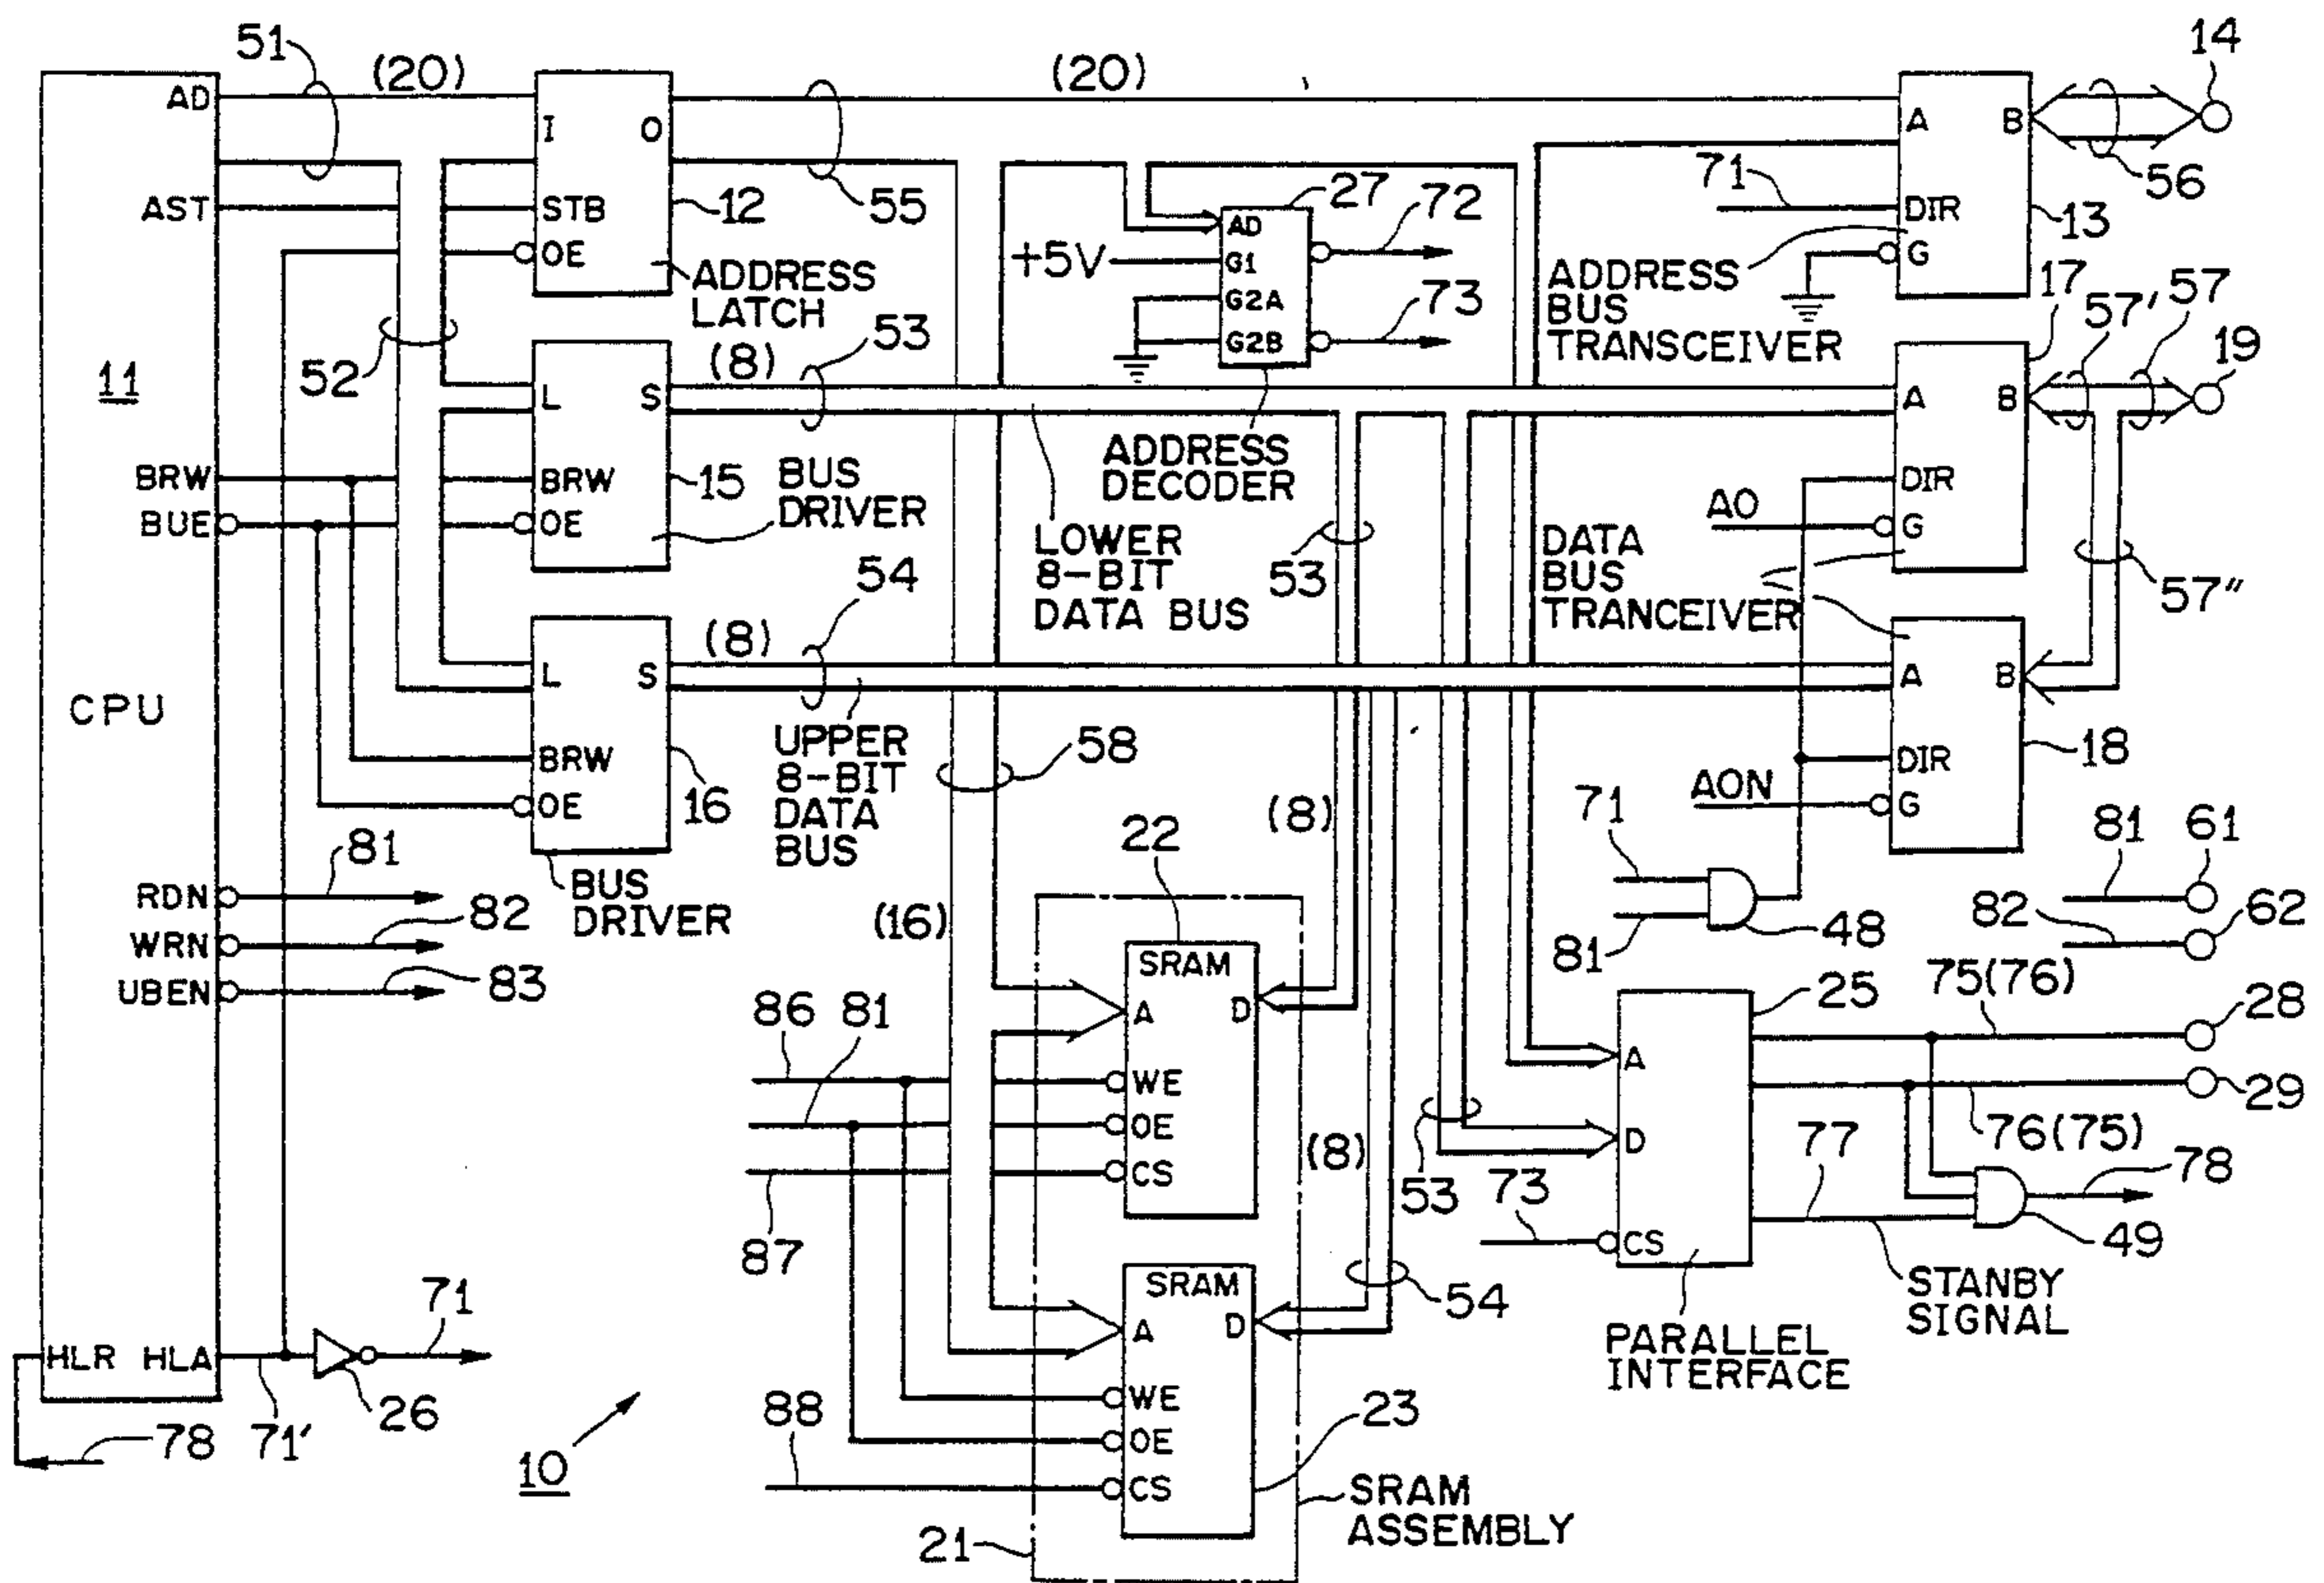 51
(20)
(20)
14
AD
I
O
A
B
AST
STB
OE
12
55
71
DIR
G
56
13
27
72
AD
+5V
G1
G2A
G2B
73
ADDRESS
LATCH
ADDRESS
BUS
TRANSCEIVER
17
57'
57
19
11
52
(8)
53
L
S
A
B
BRW
OE
15
BUS
DRIVER
ADDRESS
DECODER
DIR
G
AO
BRW
BUE
LOWER
8-BIT
DATA BUS
53
DATA
BUS
TRANCEIVER
57"
54
(8)
L
S
A
B
CPU
BRW
OE
16
UPPER
8-BIT
DATA
BUS
58
DIR
G
18
AON
(8)
BUS
DRIVER
RDN
81
WRN
82
UBEN
83
(16)
22
71
81
48
81
61
82
62
SRAM
A
D
WE
OE
CS
86
81
87
(8)
53
25
A
D
CS
73
75(76)
28
29
76(75)
77
78
49
STANBY
SIGNAL
PARALLEL
INTERFACE
SRAM
A
D
WE
OE
CS
54
88
23
HLR
HLA
71
26
71'
78
10
21
SRAM
ASSEMBLY